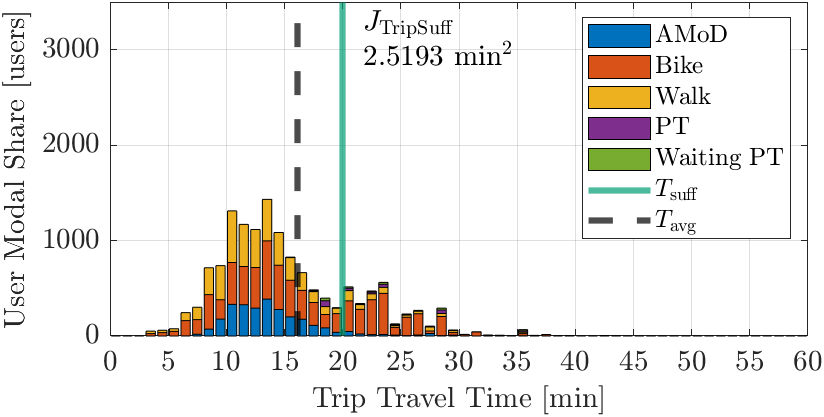 J_TripSuff
2.5193 min²
AMoD
Bike
Walk
PT
Waiting PT
T_suff
T_avg
User Modal Share [users]
3000
2000
1000
0
0 5 10 15 20 25 30 35 40 45 50 55 60
Trip Travel Time [min]